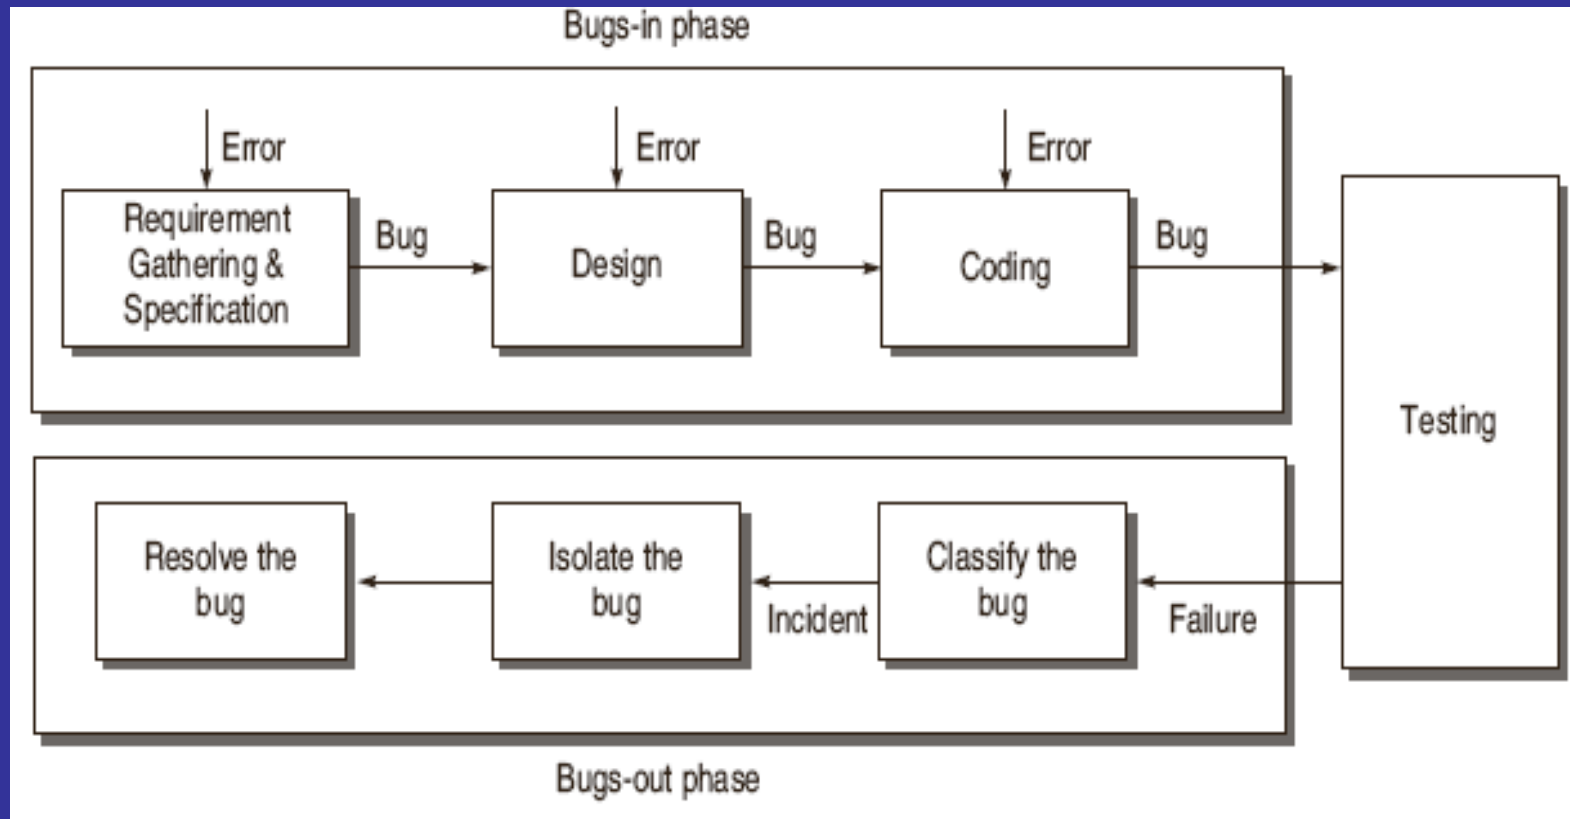 Bugs-in phase
Error
Error
Error
Requirement
Gathering &
Specification
Bug
Design
Bug
Coding
Bug
Testing
Resolve the
bug
Isolate the
bug
Incident
Classify the
bug
Failure
Bugs-out phase